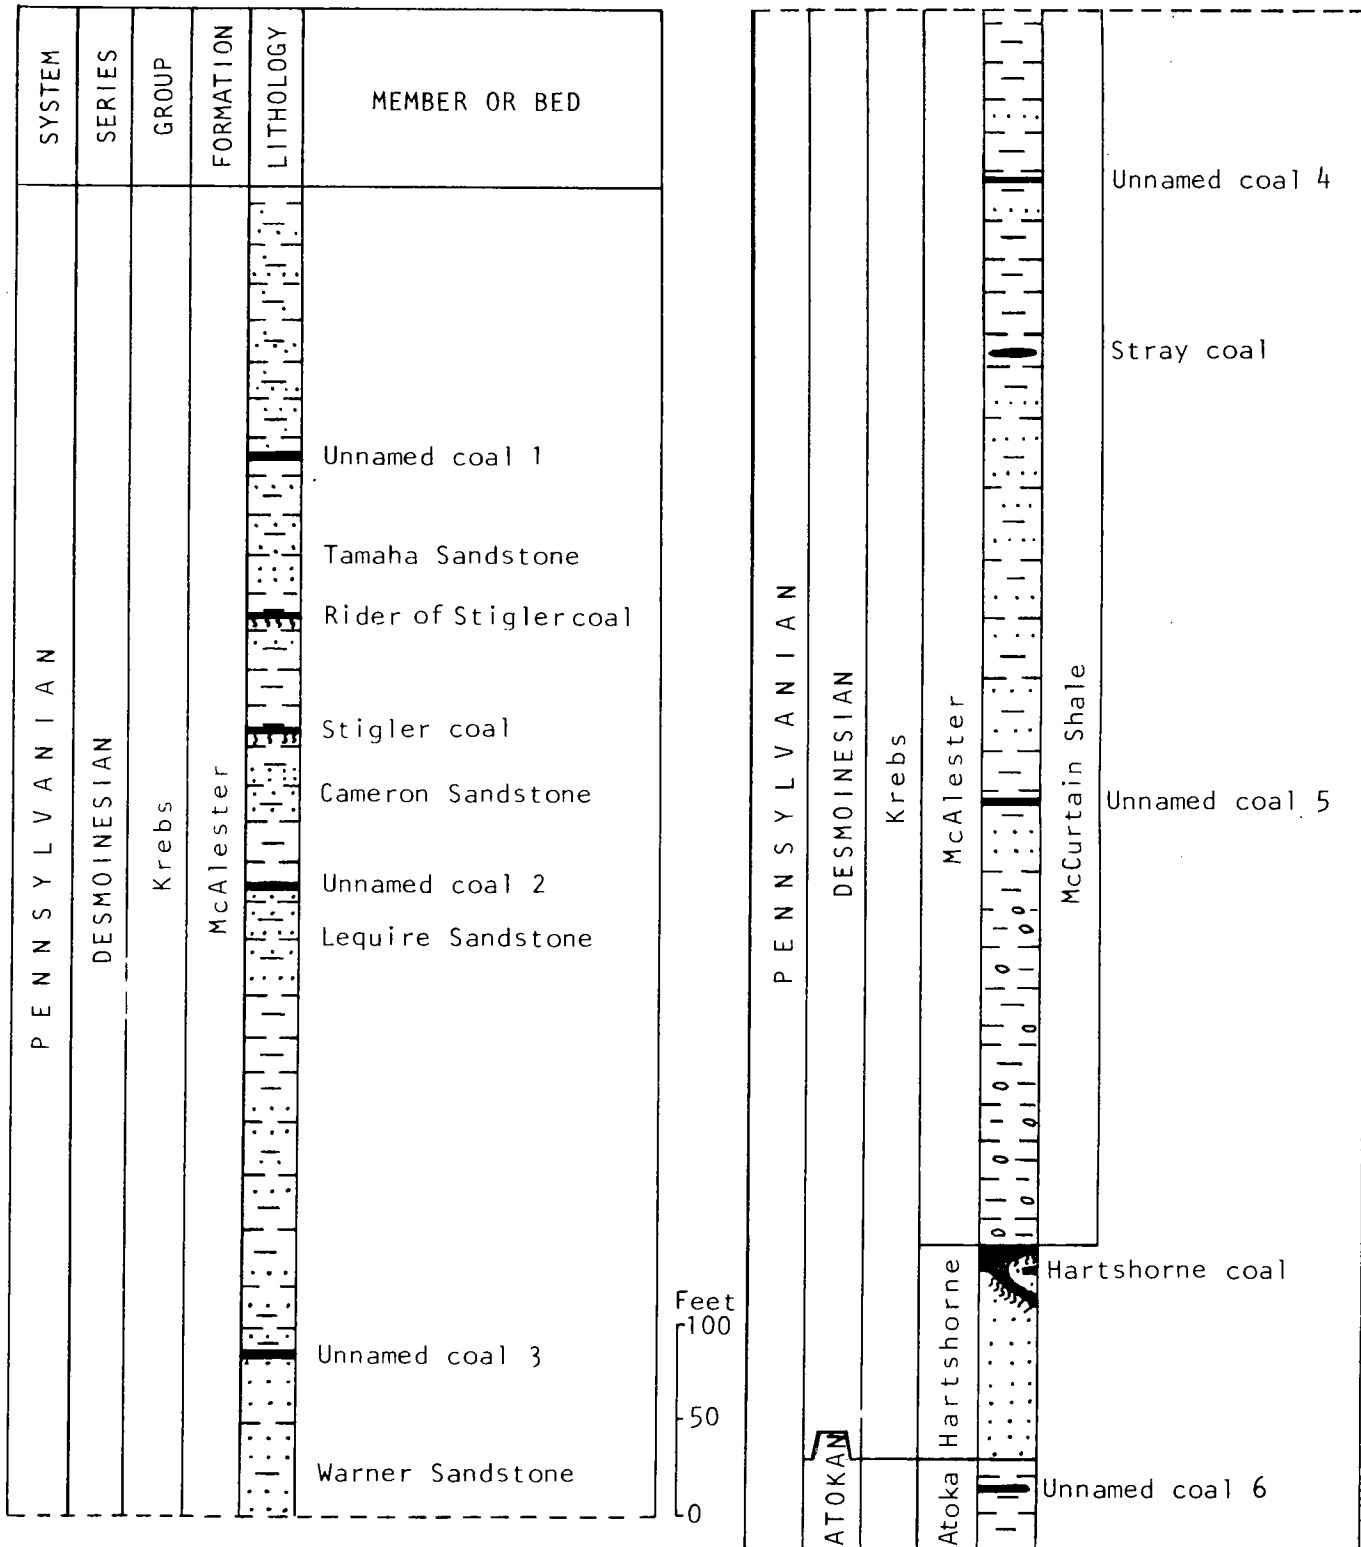 SYSTEM
SERIES
GROUP
FORMATION
LITHOLOGY
MEMBER OR BED
PENNSYLVANIAN
DESMOINESIAN
Krebs
McAlester
Unnamed coal 1
Tamaha Sandstone
Rider of Stigler coal
Stigler coal
Cameron Sandstone
Unnamed coal 2
Lequire Sandstone
Unnamed coal 3
Warner Sandstone
Feet
100
50
0
PENNSYLVANIAN
DESMOINESIAN
ATOKAN
Krebs
McAlester
Hartshorne
Atoka
McCurtain Shale
Unnamed coal 4
Stray coal
Unnamed coal 5
Hartshorne coal
Unnamed coal 6